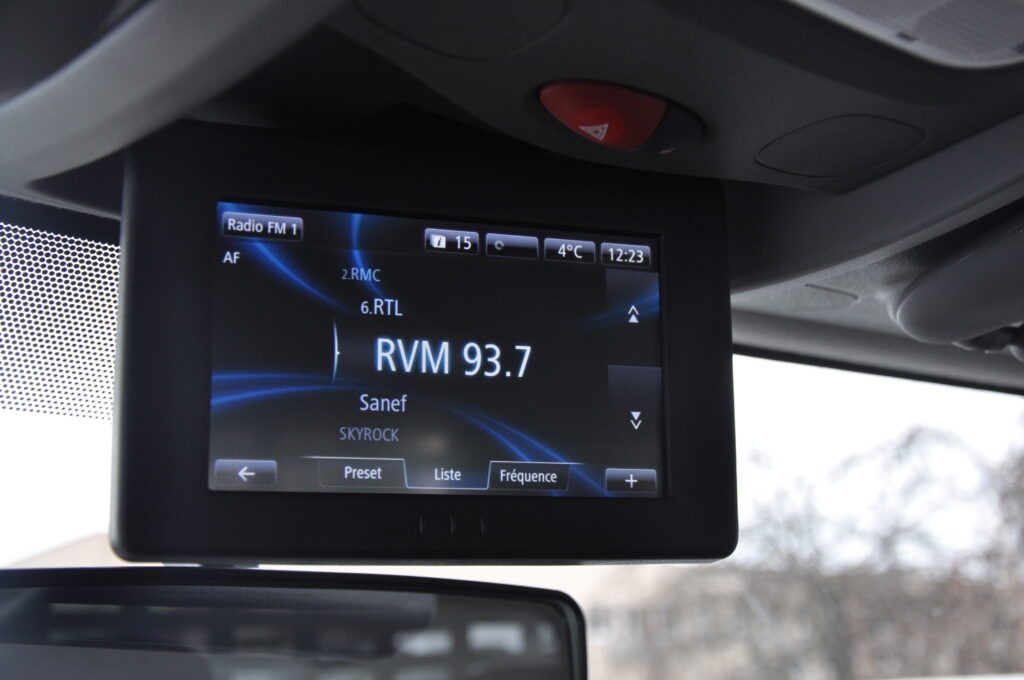 Radio FM 1
i 15
4°C
12:23
AF
2.RMC
6.RTL
RVM 93.7
Sanef
SKYROCK
Preset
Liste
Fréquence